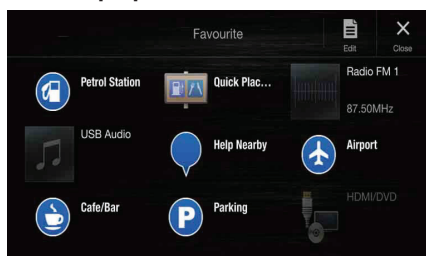 Favourite
Edit
Close
Petrol Station
Quick Plac...
Radio FM 1
87.50MHz
USB Audio
Help Nearby
Airport
Cafe/Bar
P
Parking
HDMI/DVD